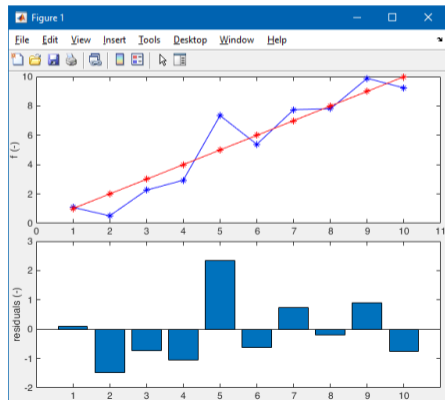 Figure 1
File Edit View Insert Tools Desktop Window Help
10
8
6
4
2
0
f (-)
0 1 2 3 4 5 6 7 8 9 10 11
3
2
1
0
-1
-2
residuals (-)
1 2 3 4 5 6 7 8 9 10